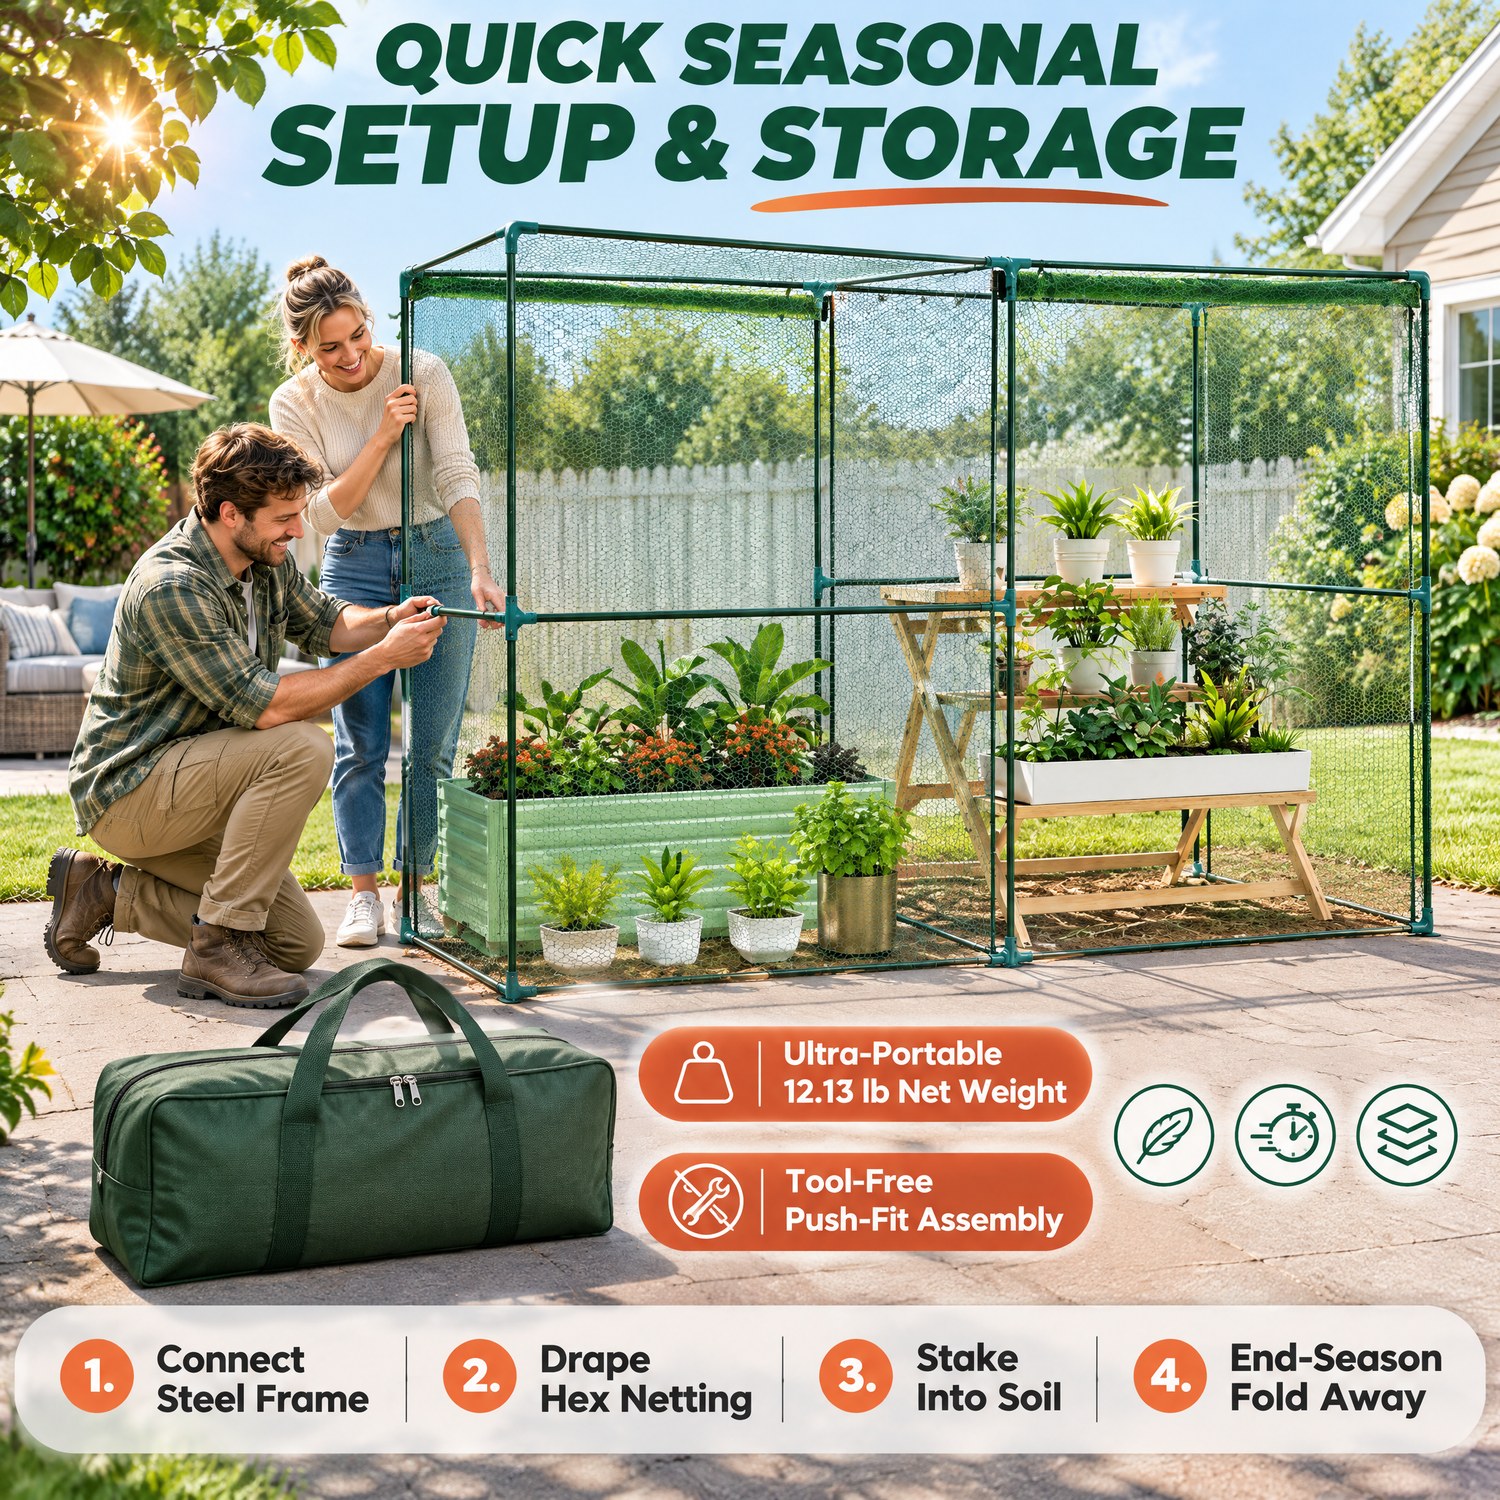 QUICK SEASONAL
SETUP & STORAGE
Ultra-Portable
12.13 lb Net Weight
Tool-Free
Push-Fit Assembly
1. Connect
Steel Frame
2. Drape
Hex Netting
3. Stake
Into Soil
4. End-Season
Fold Away